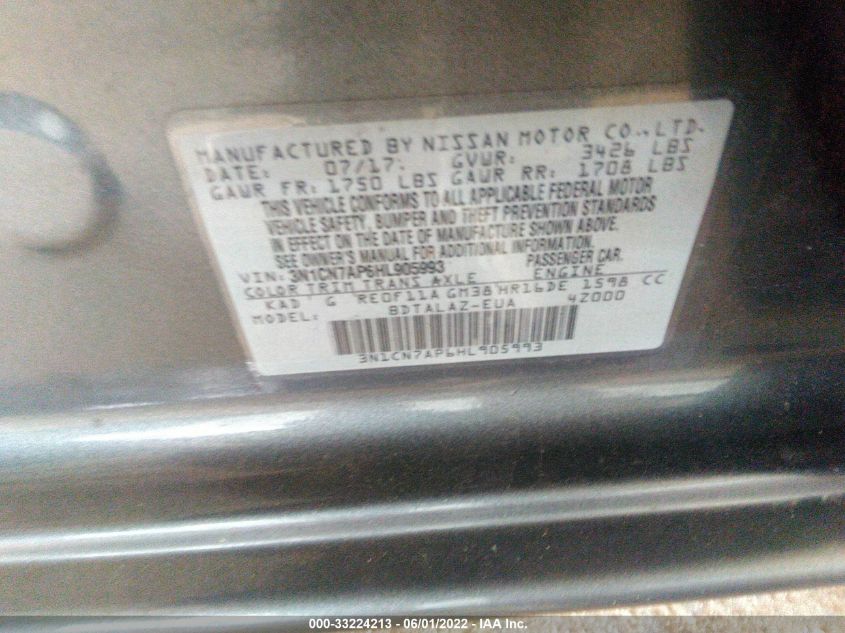 MANUFACTURED BY NISSAN MOTOR CO., LTD.
DATE: 07/17 GVWR: 3426 LBS
GAWR FR: 1750 LBS GAWR RR: 1708 LBS
THIS VEHICLE CONFORMS TO ALL APPLICABLE FEDERAL MOTOR
VEHICLE SAFETY, BUMPER AND THEFT PREVENTION STANDARDS
IN EFFECT ON THE DATE OF MANUFACTURE SHOWN ABOVE.
SEE OWNER'S MANUAL FOR ADDITIONAL INFORMATION.
VIN: 3N1CN7AP6HL905993 PASSENGER CAR.
COLOR TRIM TRANS AXLE ENGINE
KAD G RE0F11A GM38 HR16DE 1598 CC
MODEL: BDTALAZ-EUA 4Z000
3N1CN7AP6HL905993
000-33224213 - 06/01/2022 - IAA Inc.